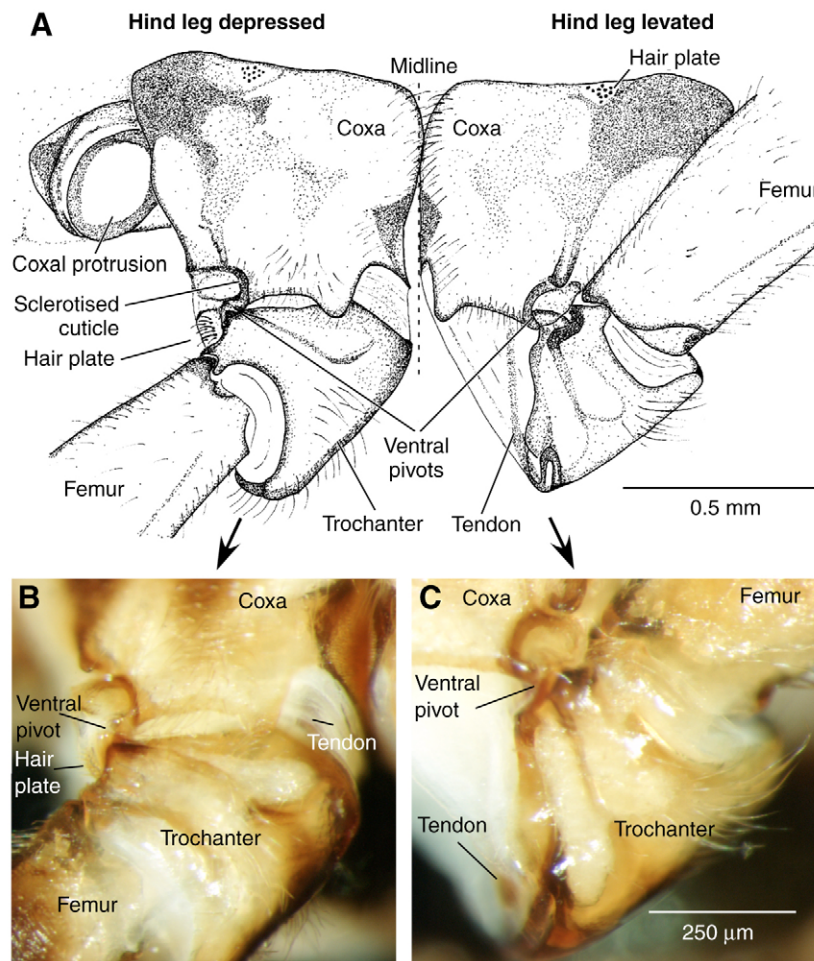 A
Hind leg depressed
Hind leg levated
Midline
Hair plate
Coxa
Coxa
Femur
Coxal protrusion
Sclerotised
cuticle
Hair plate
Ventral
pivots
Femur
Trochanter
Tendon
0.5 mm
B
Coxa
Ventral
pivot
Hair
plate
Tendon
Trochanter
Femur
C
Coxa
Femur
Ventral
pivot
Tendon
Trochanter
250 μm